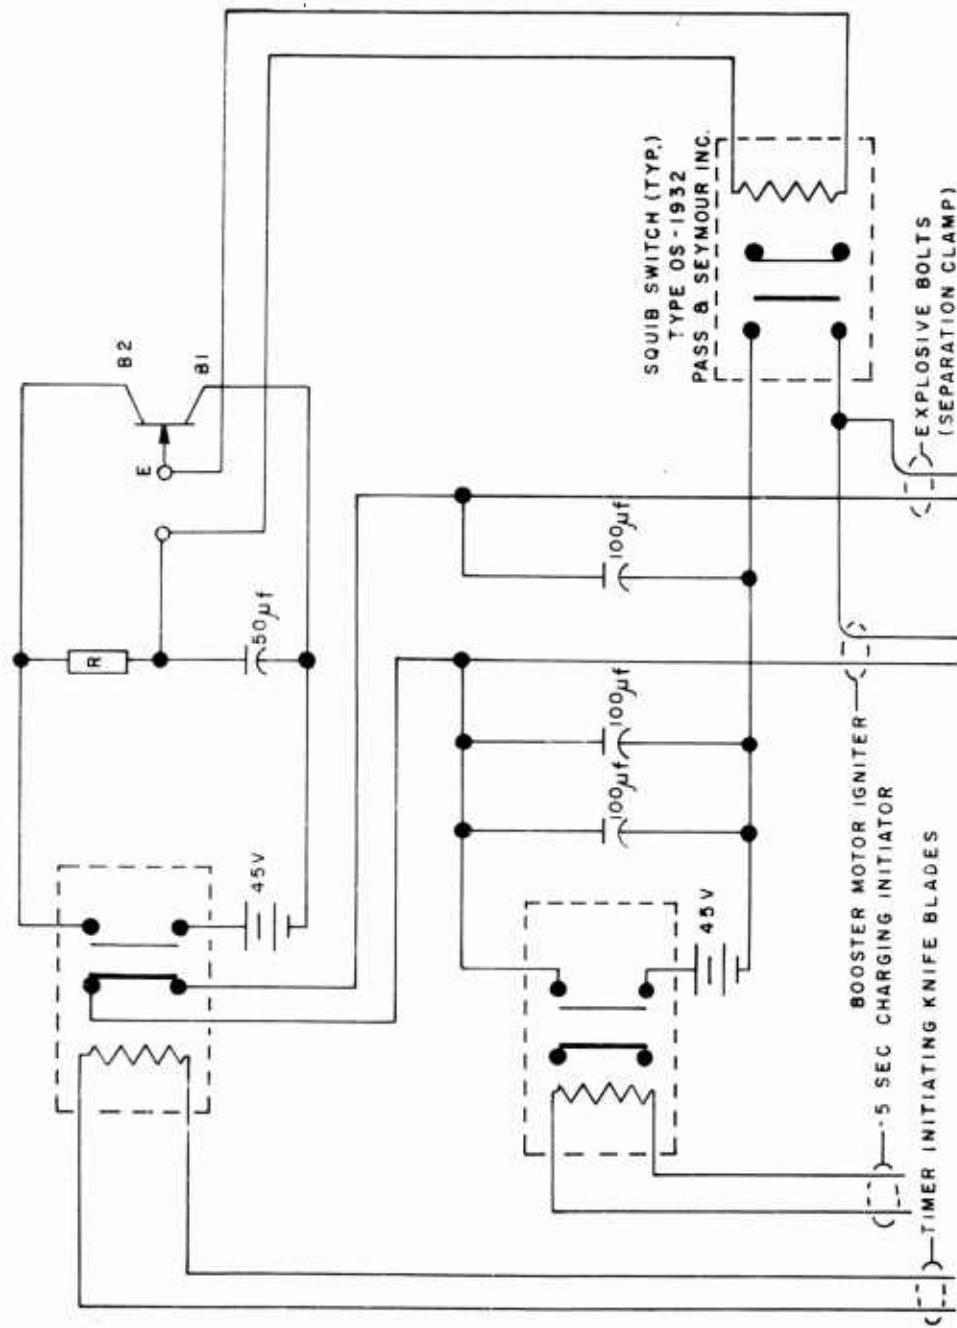 B2
B1
E
R
50μf
45V
SQUIB SWITCH (TYP.)
TYPE OS-1932
PASS & SEYMOUR INC.
100μf
100μf
100μf
45V
EXPLOSIVE BOLTS
(SEPARATION CLAMP)
BOOSTER MOTOR IGNITER
-5 SEC CHARGING INITIATOR
TIMER INITIATING KNIFE BLADES